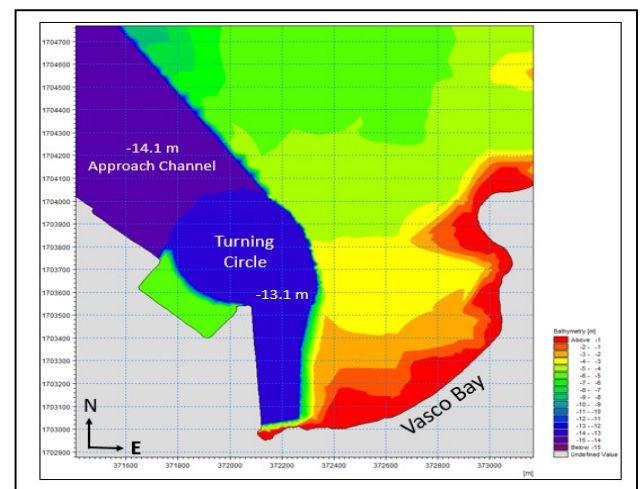 1704700
1704600
1704500
1704400
1704300
1704200
1704100
1704000
1703900
1703800
1703700
1703600
1703500
1703400
1703300
1703200
1703100
1703000
1702900
-14.1 m
Approach Channel
Turning
Circle
-13.1 m
Vasco Bay
N
E
371600 371800 372000 372200 372400 372600 372800 373000
[m]
Bathymetry [m]
Above -1
-2 - -1
-3 - -2
-4 - -3
-5 - -4
-6 - -5
-7 - -6
-8 - -7
-9 - -8
-10 - -9
-11 - -10
-12 - -11
-13 - -12
-14 - -13
-15 - -14
Below -15
Undefined Value